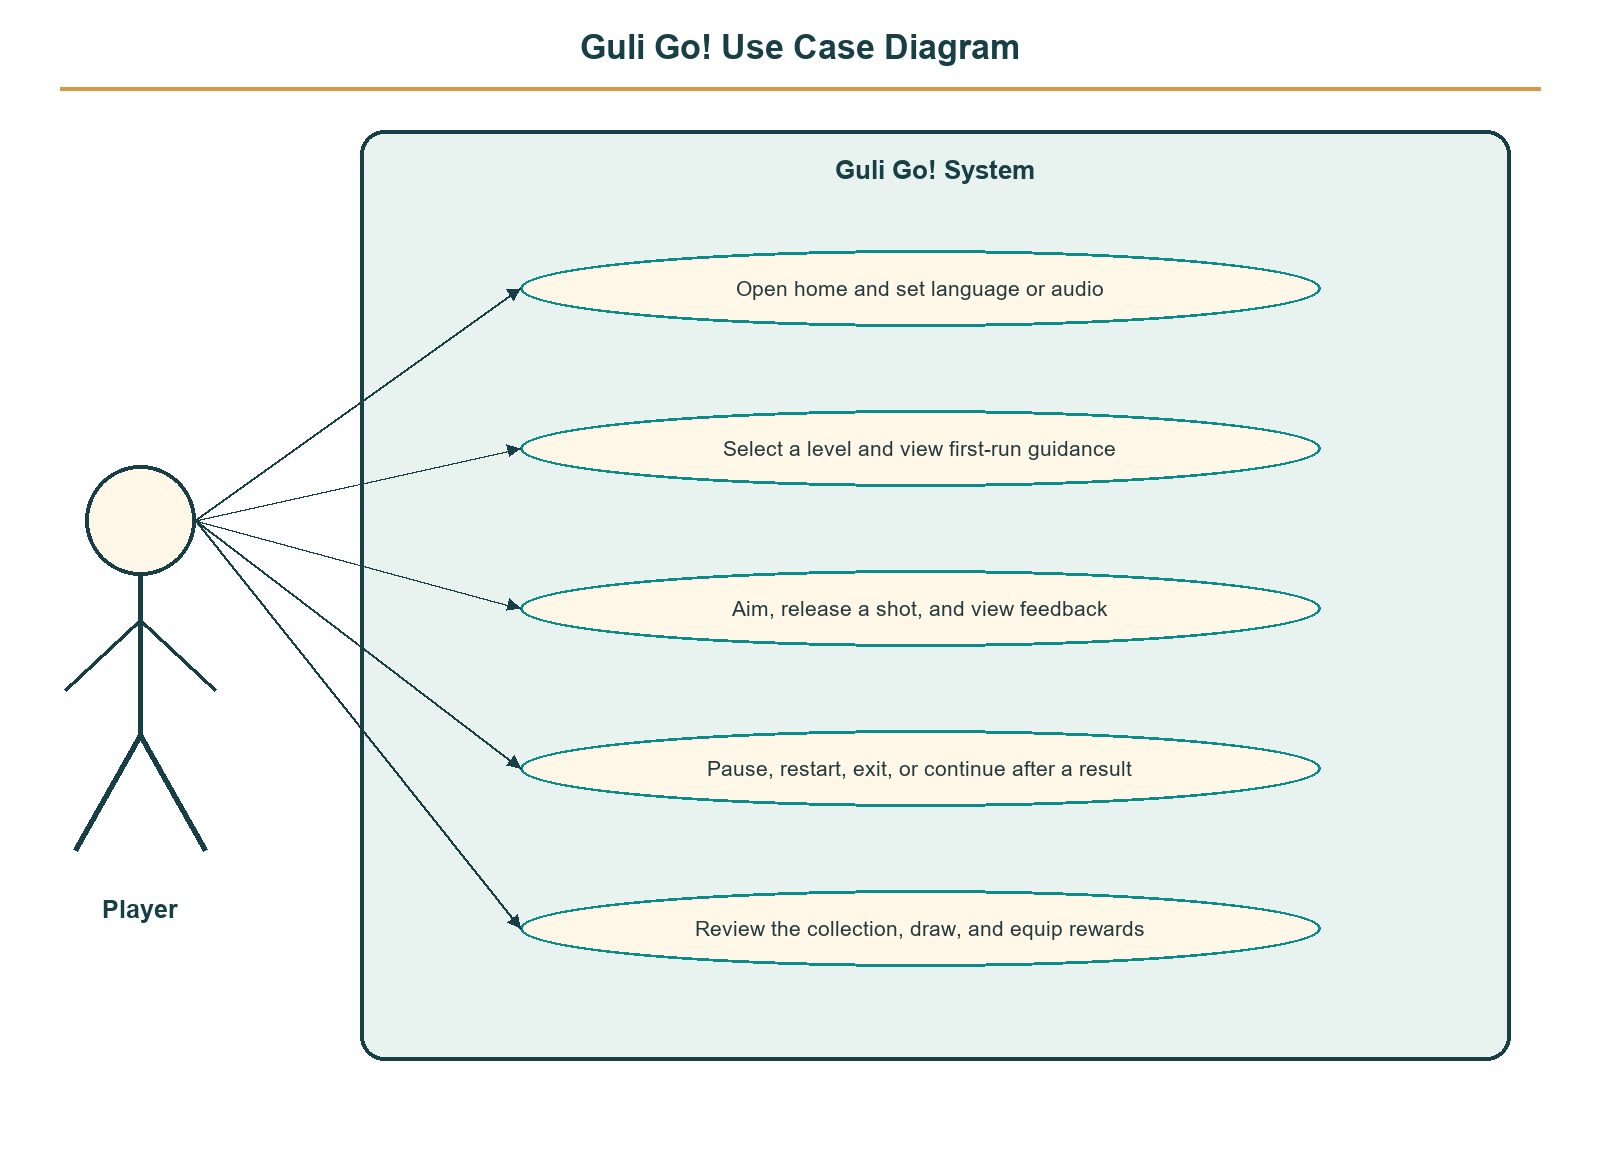 Guli Go! Use Case Diagram
Guli Go! System
Open home and set language or audio
Select a level and view first-run guidance
Aim, release a shot, and view feedback
Pause, restart, exit, or continue after a result
Review the collection, draw, and equip rewards
Player